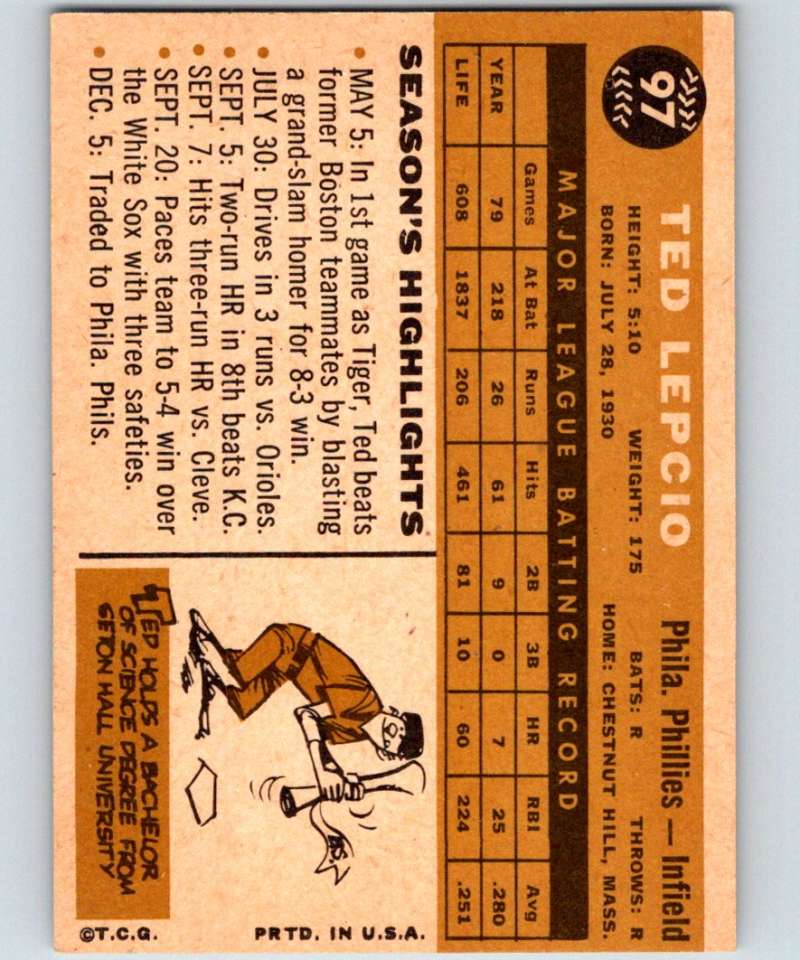 97
TED LEPCIO
Phila. Phillies — Infield
HEIGHT: 5:10 WEIGHT: 175 BATS: R THROWS: R
BORN: JULY 28, 1930 HOME: CHESTNUT HILL, MASS.
MAJOR LEAGUE BATTING RECORD
Games At Bat Runs Hits 2B 3B HR RBI Avg
YEAR 79 218 26 61 9 0 7 25 .280
LIFE 608 1837 206 461 81 10 60 224 .251
SEASON'S HIGHLIGHTS
• MAY 5: In 1st game as Tiger, Ted beats
former Boston teammates by blasting
a grand-slam homer for 8-3 win.
• JULY 30: Drives in 3 runs vs. Orioles.
• SEPT. 5: Two-run HR in 8th beats K.C.
• SEPT. 7: Hits three-run HR vs. Cleve.
• SEPT. 20: Paces team to 5-4 win over
the White Sox with three safeties.
• DEC. 5: Traded to Phila. Phils.
B.S.
TED HOLDS A BACHELOR
OF SCIENCE DEGREE FROM
SETON HALL UNIVERSITY
©T.C.G. PRTD. IN U.S.A.